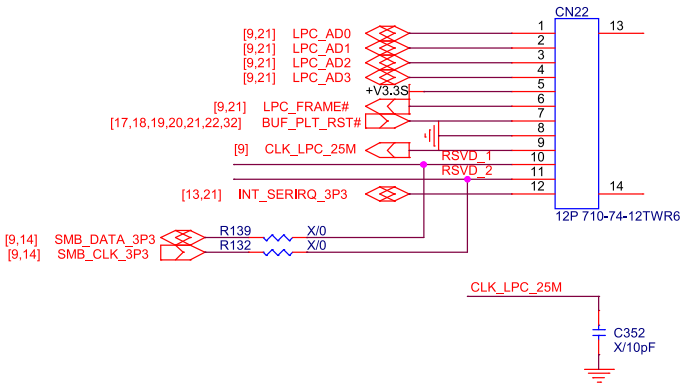 CN22
[9,21] LPC_AD0 1 13
[9,21] LPC_AD1 2
[9,21] LPC_AD2 3
[9,21] LPC_AD3 4
+V3.3S 5
[9,21] LPC_FRAME# 6
[17,18,19,20,21,22,32] BUF_PLT_RST# 7
8
[9] CLK_LPC_25M 9
RSVD_1 10
RSVD_2 11
[13,21] INT_SERIRQ_3P3 12 14
12P 710-74-12TWR6
[9,14] SMB_DATA_3P3 R139 X/0
[9,14] SMB_CLK_3P3 R132 X/0
CLK_LPC_25M
C352
X/10pF